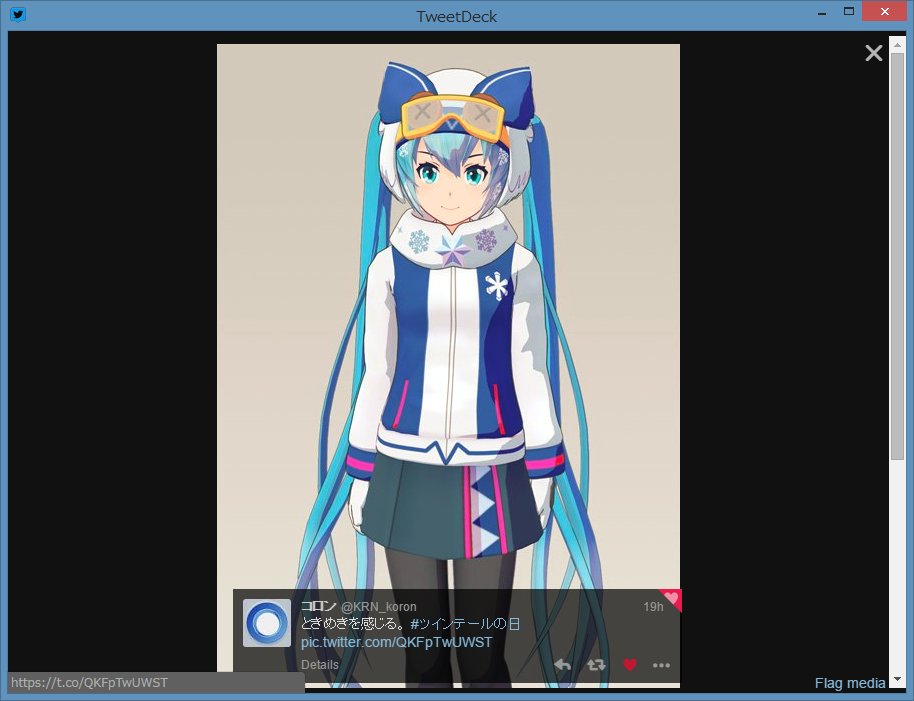 TweetDeck
コロン @KRN_koron 19h
ときめきを感じる。#ツインテールの日
pic.twitter.com/QKFpTwUWST
Details
https://t.co/QKFpTwUWST
Flag media